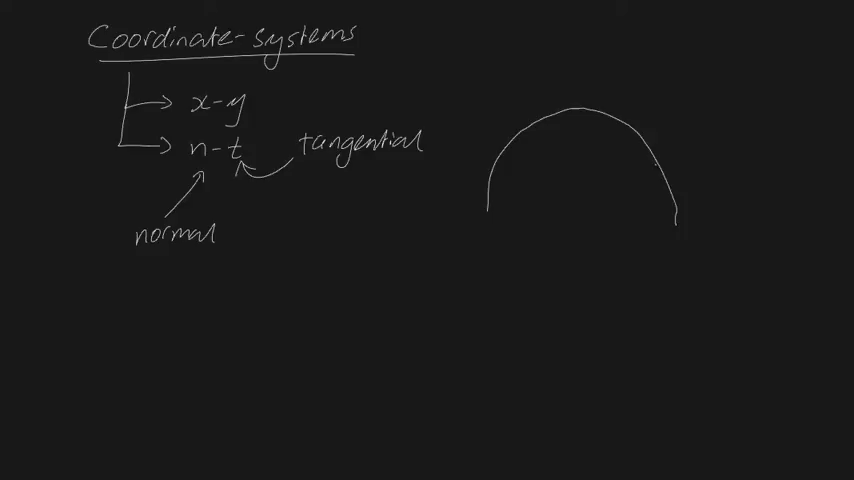 Coordinate-systems
x-y
n-t
tangential
normal